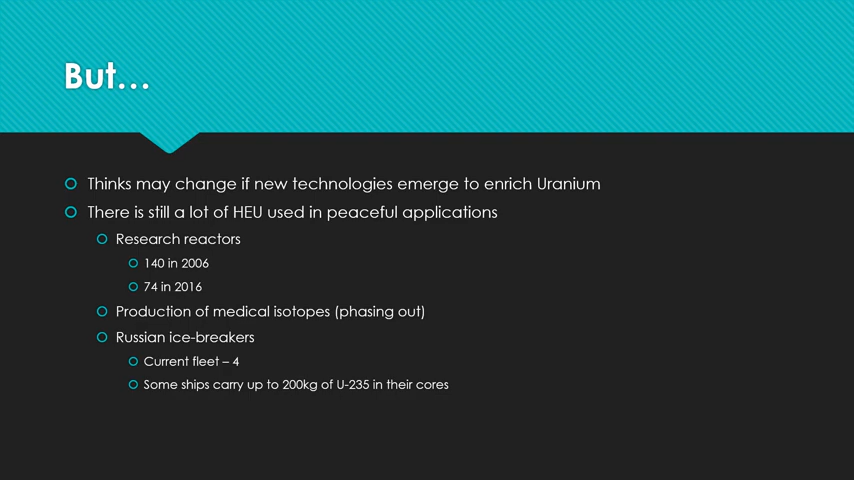 But...
Thinks may change if new technologies emerge to enrich Uranium
There is still a lot of HEU used in peaceful applications
Research reactors
140 in 2006
74 in 2016
Production of medical isotopes (phasing out)
Russian ice-breakers
Current fleet – 4
Some ships carry up to 200kg of U-235 in their cores